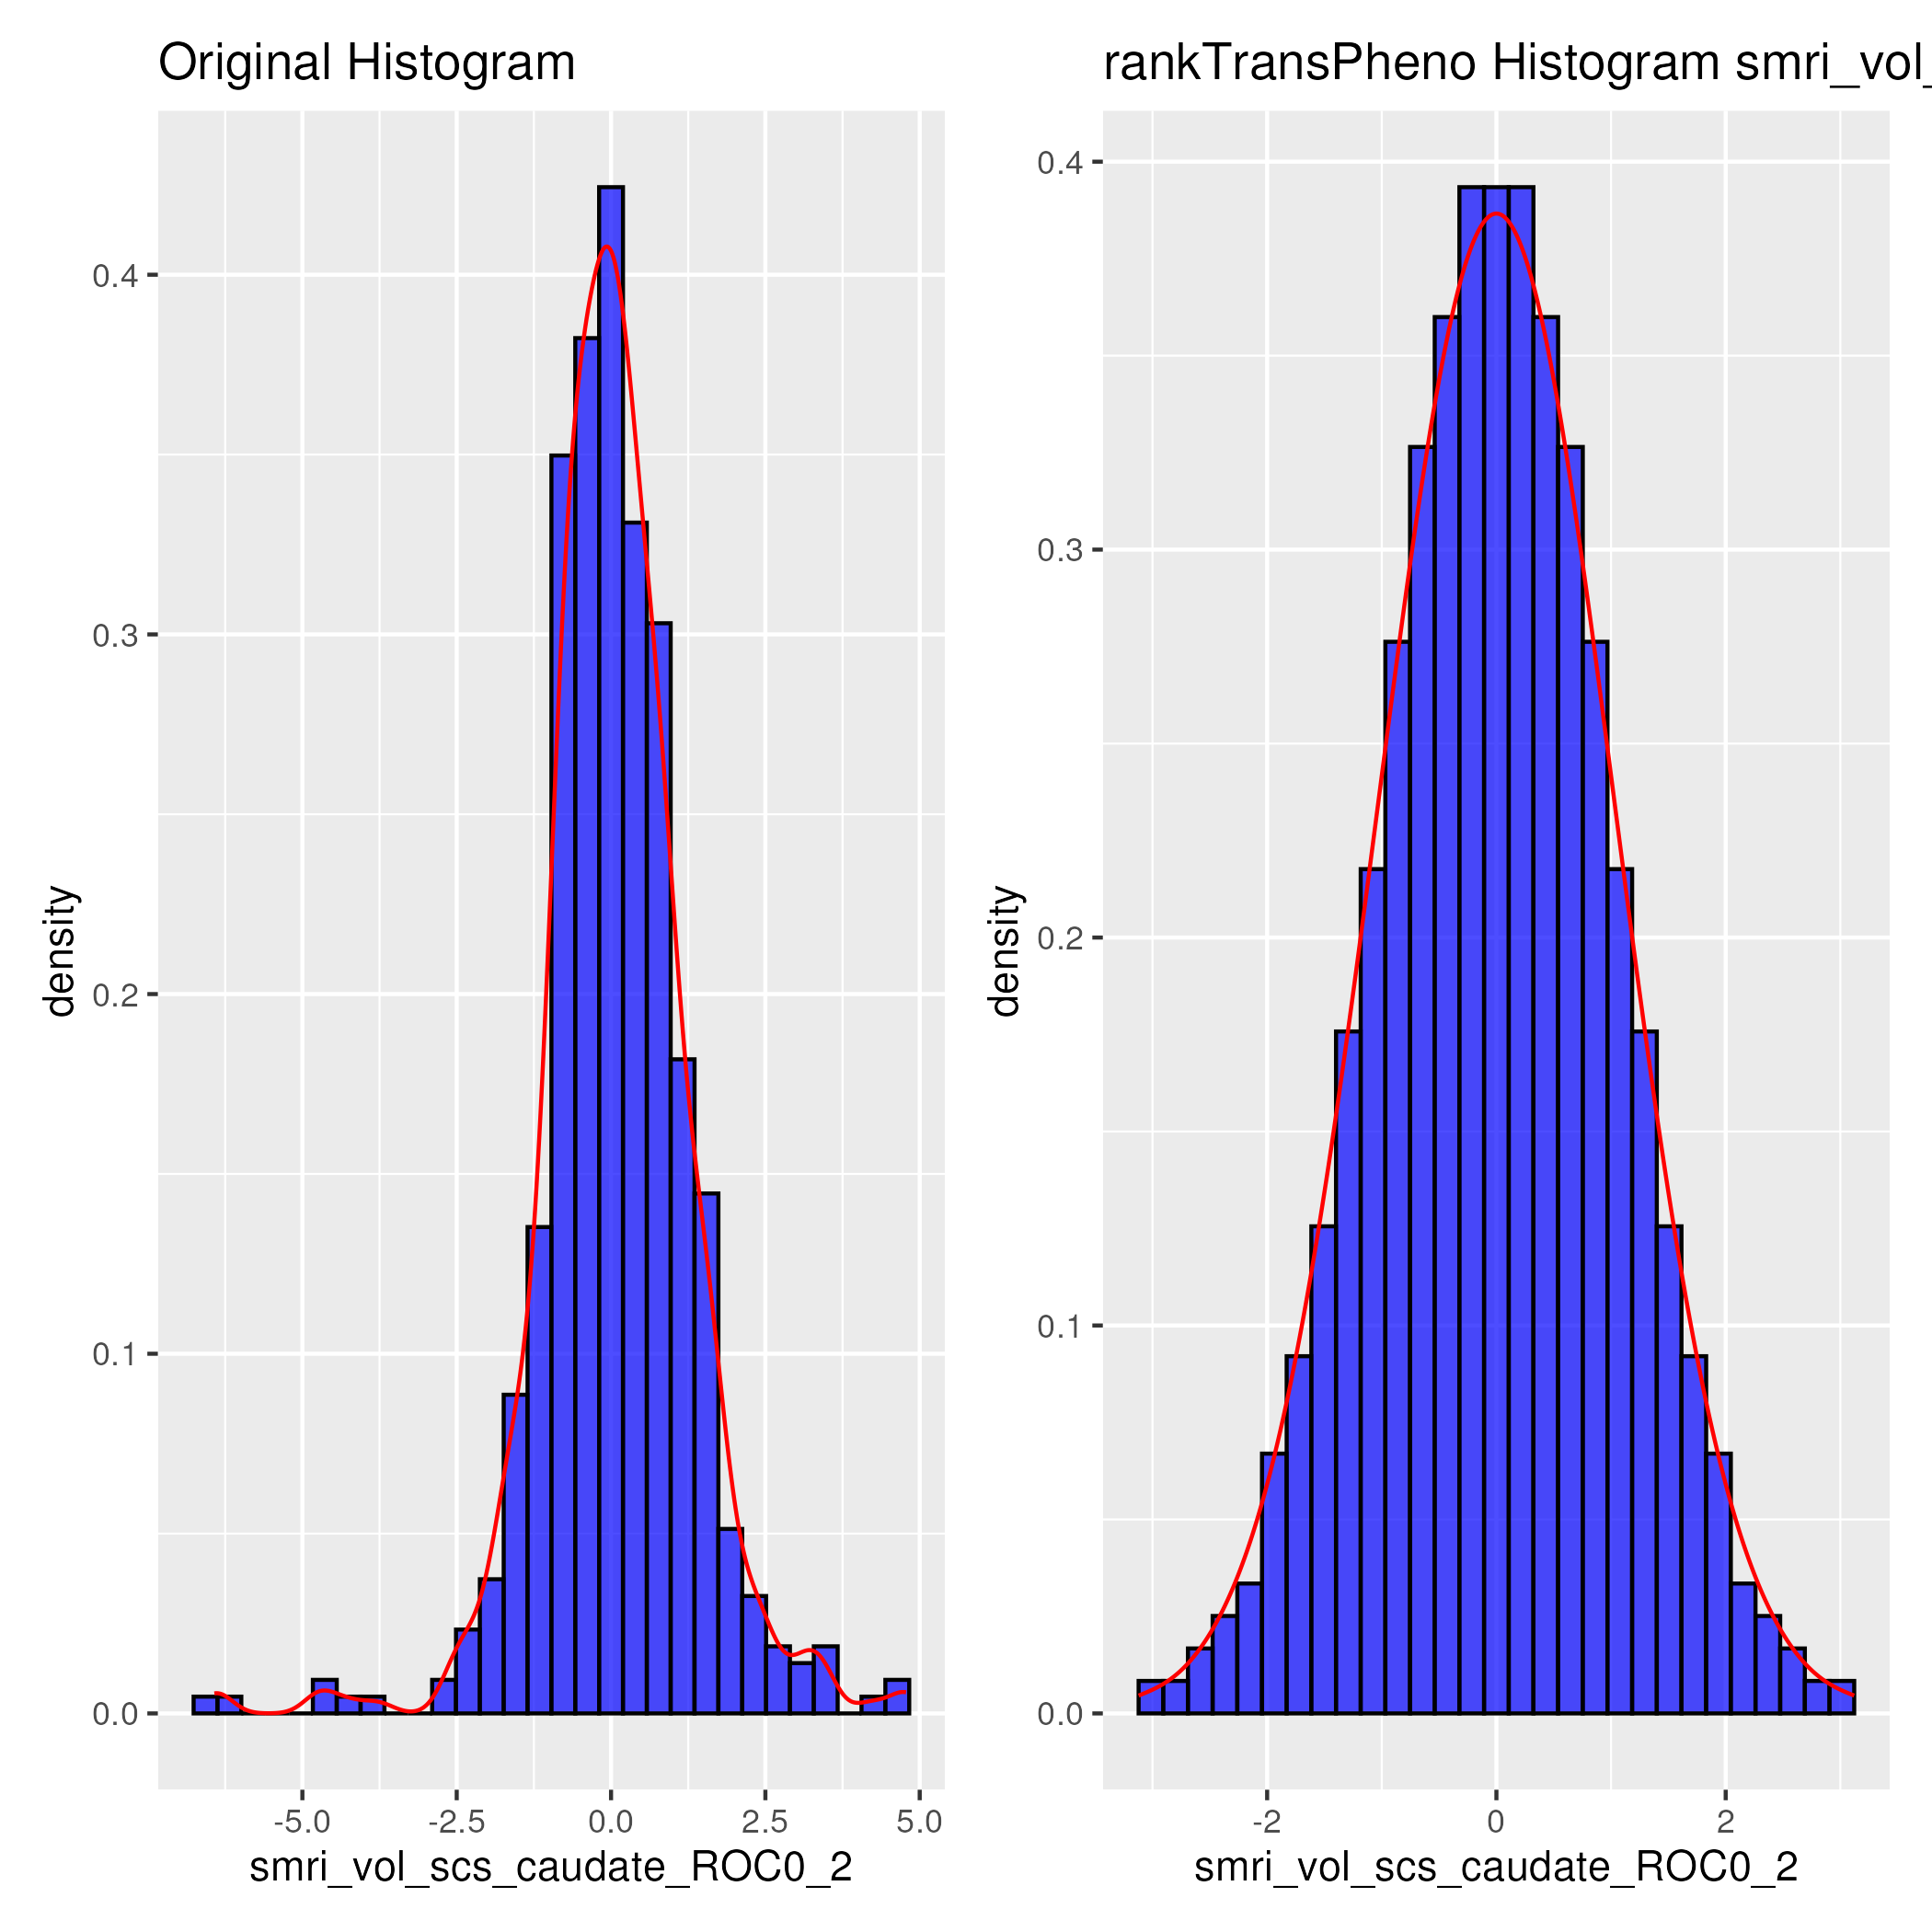 Original Histogram
density
0.4
0.3
0.2
0.1
0.0
-5.0 -2.5 0.0 2.5 5.0
smri_vol_scs_caudate_ROC0_2
rankTransPheno Histogram smri_vol_
density
0.4
0.3
0.2
0.1
0.0
-2 0 2
smri_vol_scs_caudate_ROC0_2